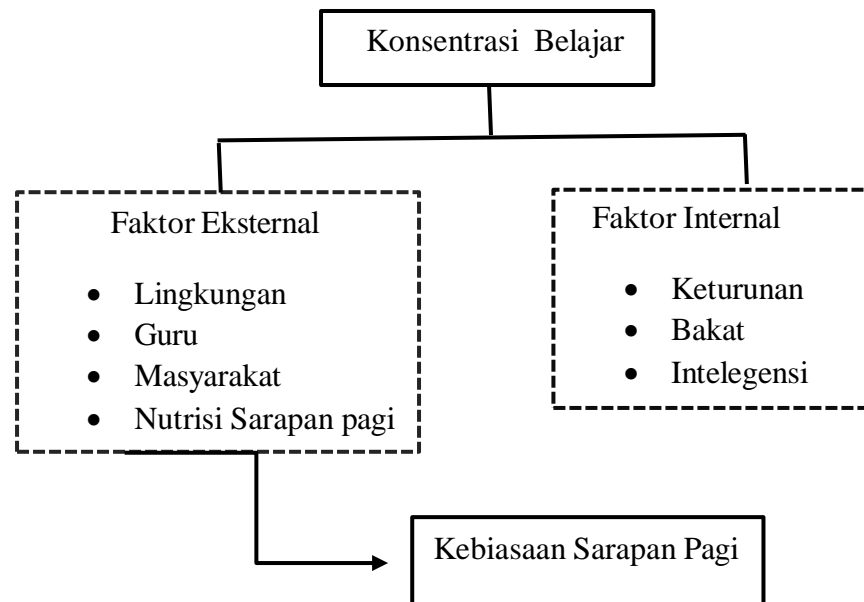 Konsentrasi Belajar
Faktor Eksternal
• Lingkungan
• Guru
• Masyarakat
• Nutrisi Sarapan pagi
Faktor Internal
• Keturunan
• Bakat
• Intelegensi
Kebiasaan Sarapan Pagi